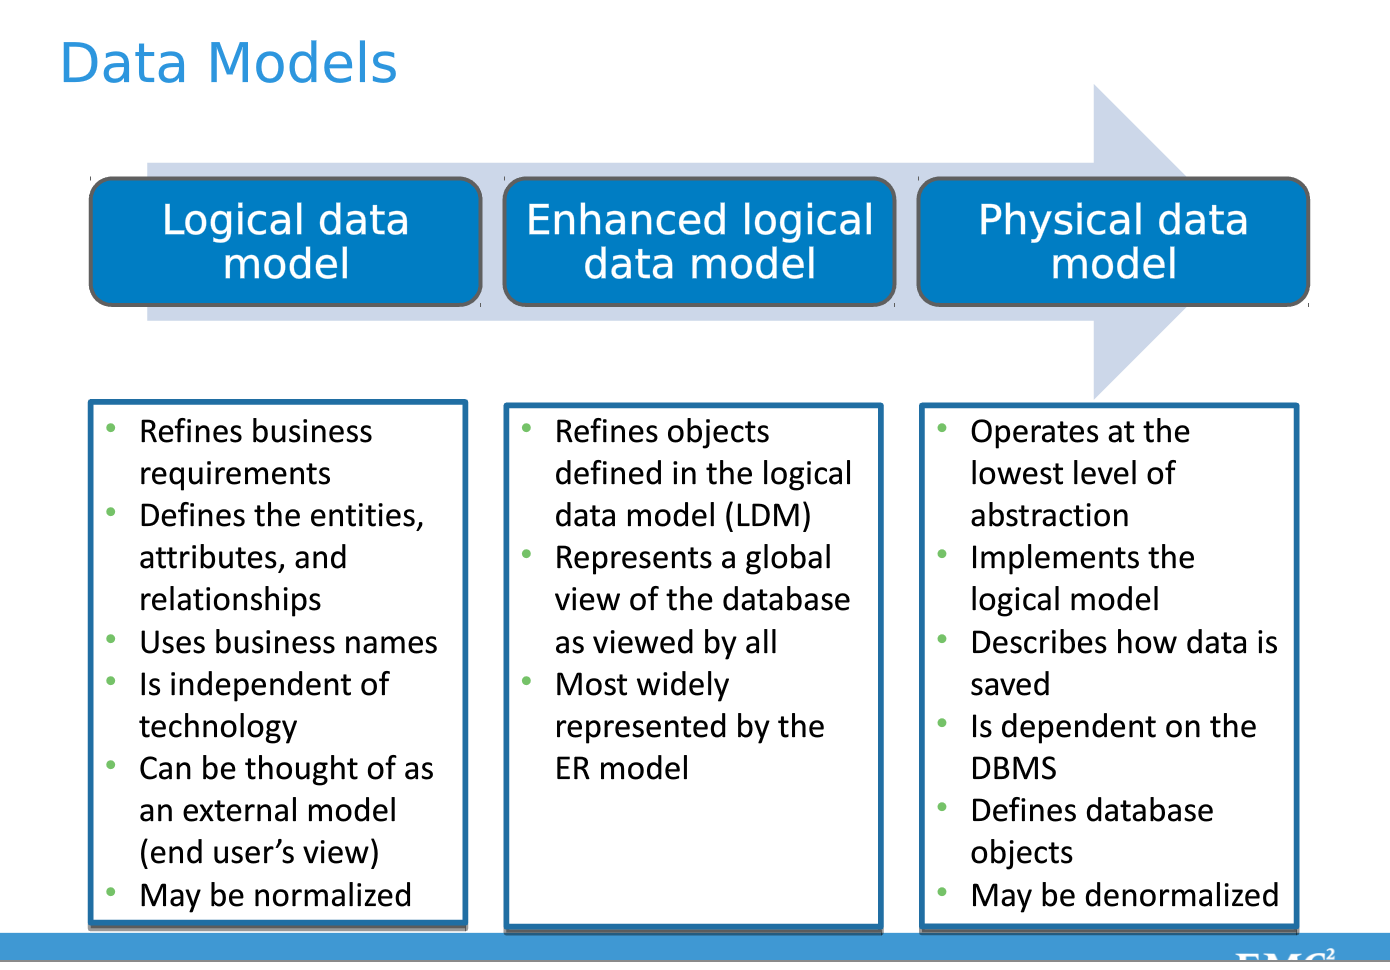 Data Models
Logical data
model
Enhanced logical
data model
Physical data
model
• Refines business
requirements
• Defines the entities,
attributes, and
relationships
• Uses business names
• Is independent of
technology
• Can be thought of as
an external model
(end user’s view)
• May be normalized
• Refines objects
defined in the logical
data model (LDM)
• Represents a global
view of the database
as viewed by all
• Most widely
represented by the
ER model
• Operates at the
lowest level of
abstraction
• Implements the
logical model
• Describes how data is
saved
• Is dependent on the
DBMS
• Defines database
objects
• May be denormalized
EMC²